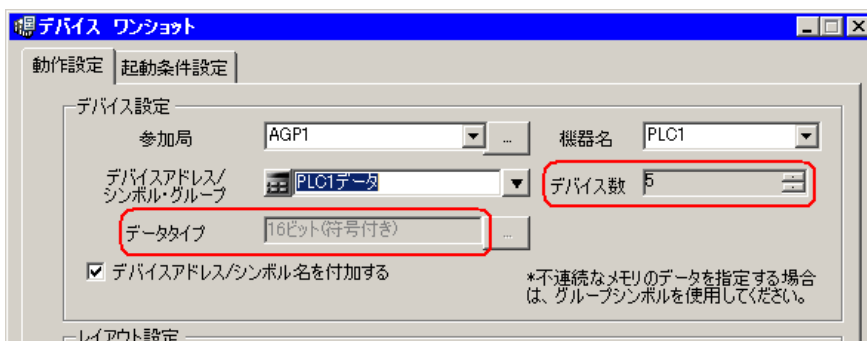 デバイス ワンショット
動作設定 起動条件設定
デバイス設定
参加局 AGP1 ... 機器名 PLC1
デバイスアドレス/
シンボル・グループ PLC1データ デバイス数 5
データタイプ 16ビット(符号付き) ...
デバイスアドレス/シンボル名を付加する
*不連続なメモリのデータを指定する場合
は、グループシンボルを使用してください。
レイアウト設定